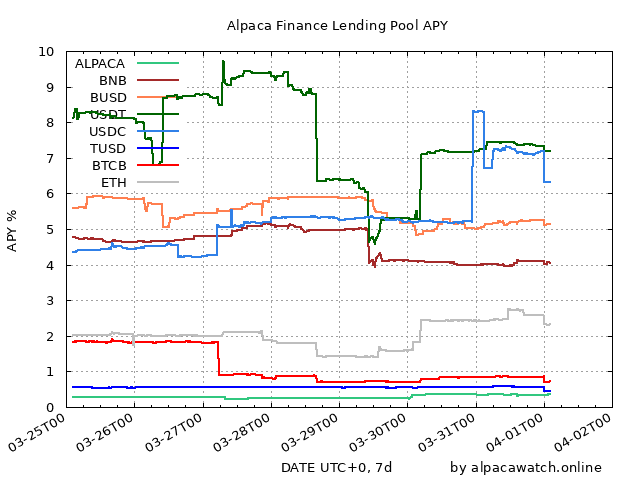 Alpaca Finance Lending Pool APY
10
9
8
7
6
5
4
3
2
1
0
APY %
ALPACA
BNB
BUSD
USDT
USDC
TUSD
BTCB
ETH
03-25T00
03-26T00
03-27T00
03-28T00
03-29T00
03-30T00
03-31T00
04-01T00
04-02T00
DATE UTC+0, 7d
by alpacawatch.online